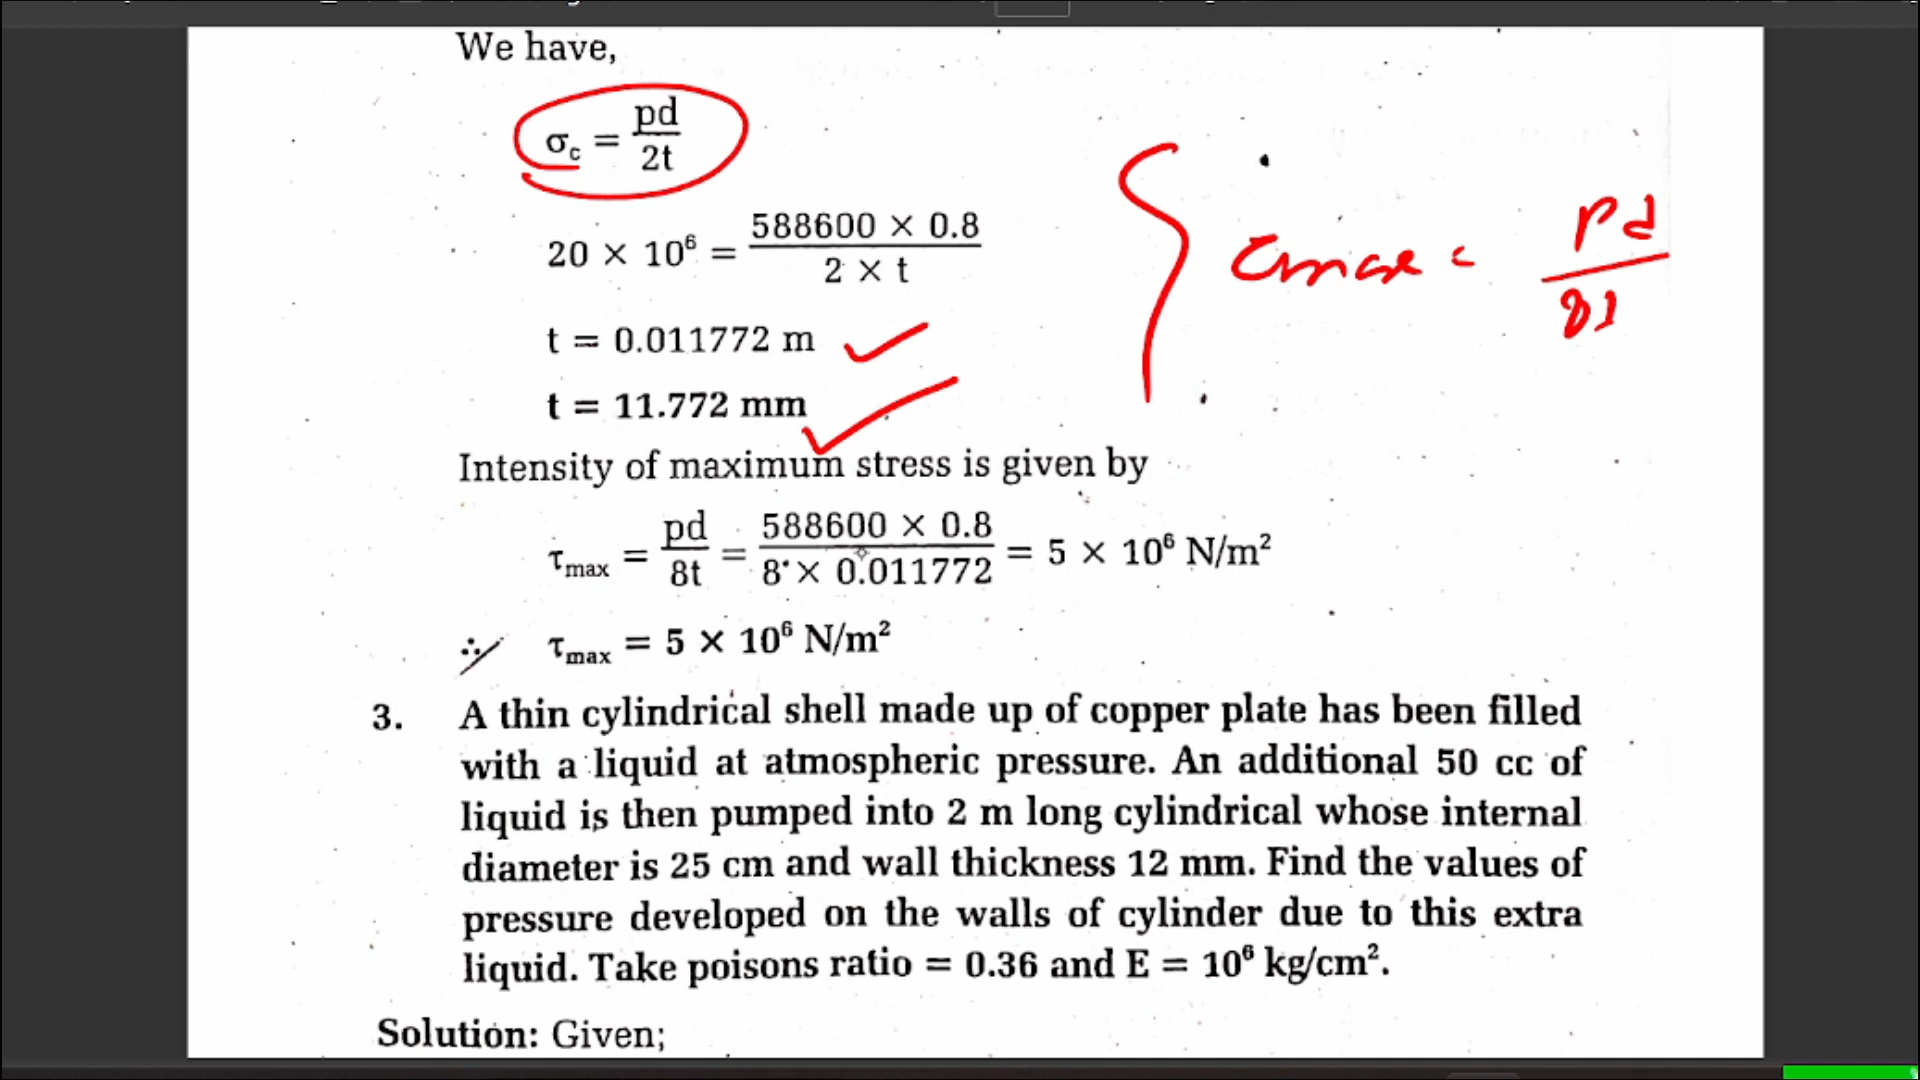 We have,
σc = pd / 2t
20 × 10⁶ = 588600 × 0.8 / 2 × t
t = 0.011772 m
t = 11.772 mm
τmax = pd / 8t
Intensity of maximum stress is given by
τmax = pd / 8t = 588600 × 0.8 / 8 × 0.011772 = 5 × 10⁶ N/m²
∴ τmax = 5 × 10⁶ N/m²
3. A thin cylindrical shell made up of copper plate has been filled
with a liquid at atmospheric pressure. An additional 50 cc of
liquid is then pumped into 2 m long cylindrical whose internal
diameter is 25 cm and wall thickness 12 mm. Find the values of
pressure developed on the walls of cylinder due to this extra
liquid. Take poisons ratio = 0.36 and E = 10⁶ kg/cm².
Solution: Given;